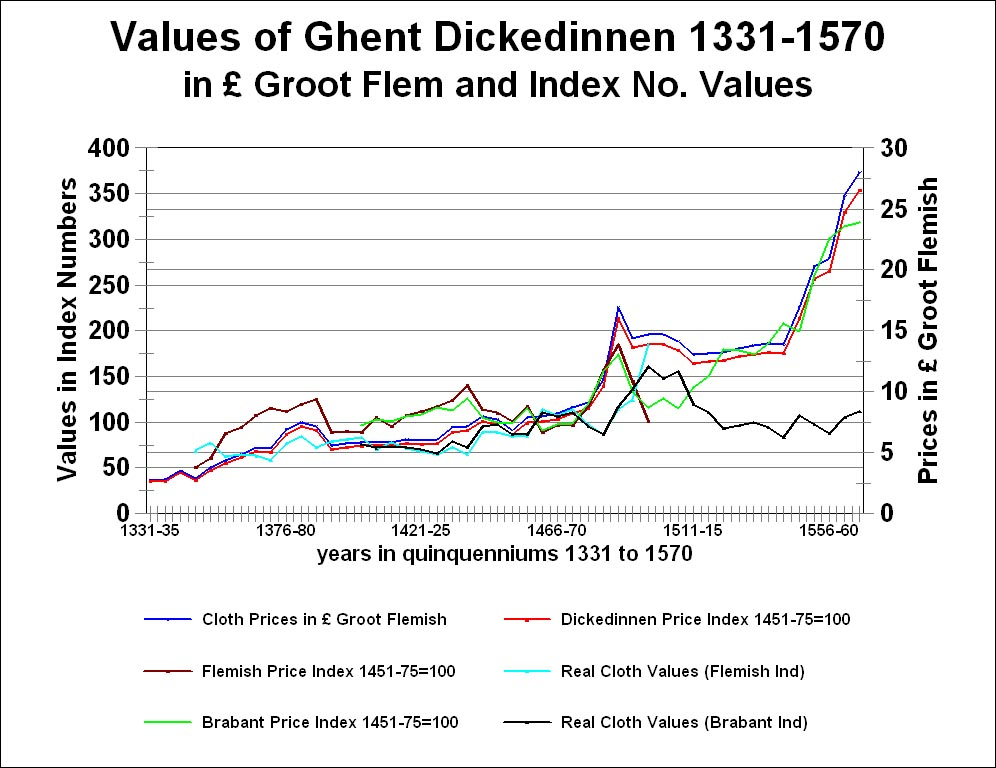 Values of Ghent Dickedinnen 1331-1570
in £ Groot Flem and Index No. Values
400
350
300
250
200
150
100
50
0
Values in Index Numbers
30
25
20
15
10
5
0
Prices in £ Groot Flemish
1331-35 1376-80 1421-25 1466-70 1511-15 1556-60
years in quinquenniums 1331 to 1570
Cloth Prices in £ Groot Flemish
Dickedinnen Price Index 1451-75=100
Flemish Price Index 1451-75=100
Real Cloth Values (Flemish Ind)
Brabant Price Index 1451-75=100
Real Cloth Values (Brabant Ind)